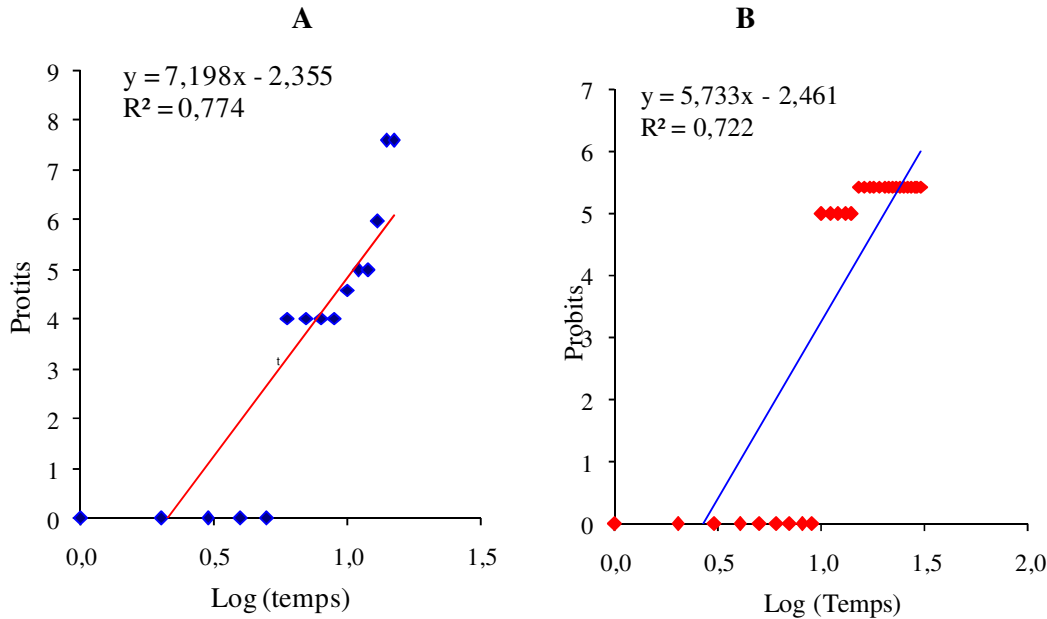 A
y = 7,198x - 2,355
R² = 0,774
9
8
7
6
5
4
3
2
1
0
Protits
t
0,0 0,5 1,0 1,5
Log (temps)
B
y = 5,733x - 2,461
R² = 0,722
7
6
5
4
3
2
1
0
Probits
0,0 0,5 1,0 1,5 2,0
Log (Temps)